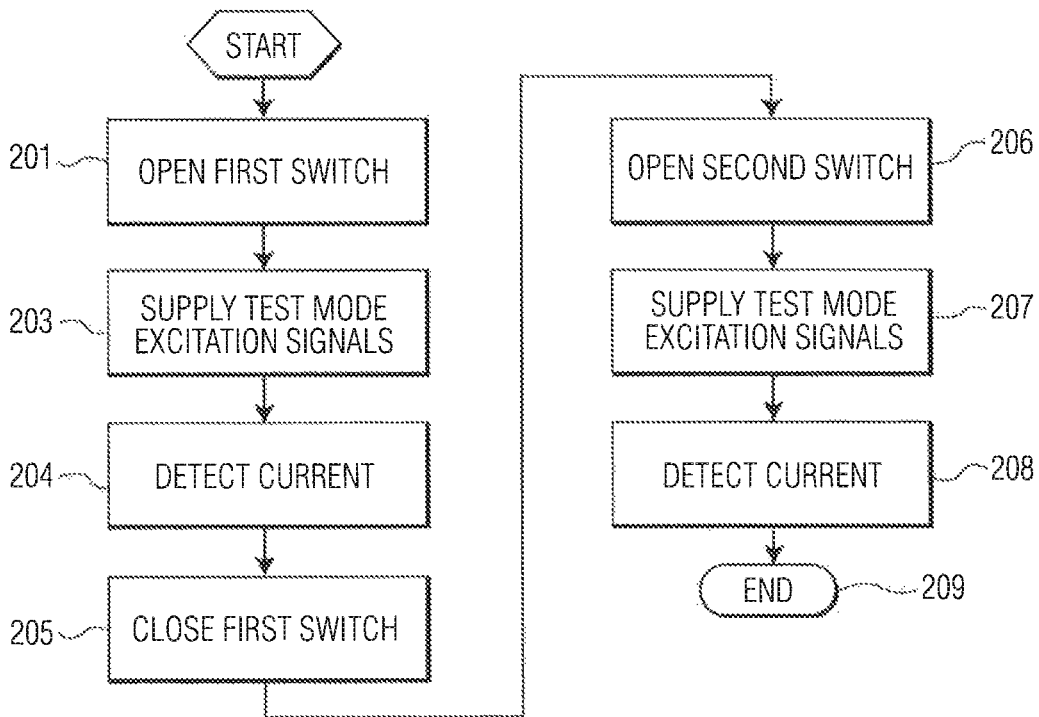 START
201
OPEN FIRST SWITCH
203
SUPPLY TEST MODE
EXCITATION SIGNALS
204
DETECT CURRENT
205
CLOSE FIRST SWITCH
OPEN SECOND SWITCH
206
SUPPLY TEST MODE
EXCITATION SIGNALS
207
DETECT CURRENT
208
END
209